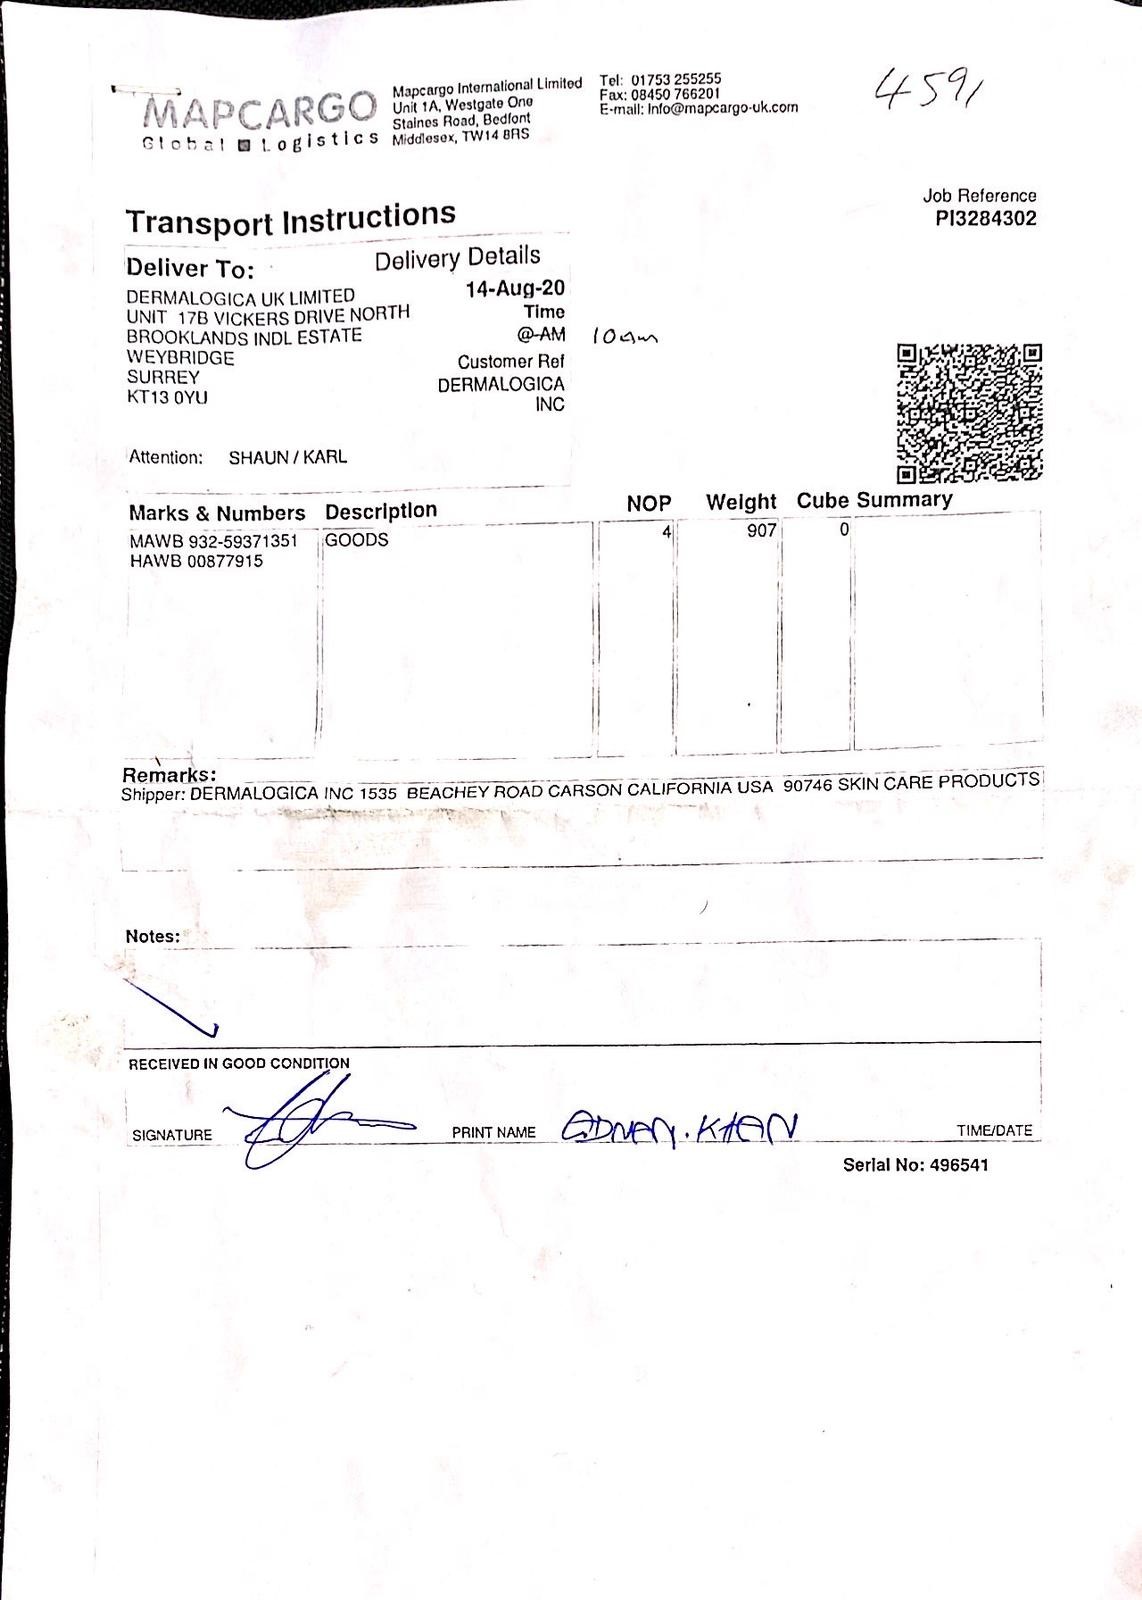 MAPCARGO
Global Logistics
Mapcargo International Limited
Unit 1A, Westgate One
Staines Road, Bedfont
Middlesex, TW14 8RS
Tel: 01753 255255
Fax: 08450 766201
E-mail: Info@mapcargo-uk.com
4591
Job Reference
PI3284302
Transport Instructions
Deliver To:
DERMALOGICA UK LIMITED
UNIT 17B VICKERS DRIVE NORTH
BROOKLANDS INDL ESTATE
WEYBRIDGE
SURREY
KT13 0YU
Delivery Details
14-Aug-20
Time
@-AM 10am
Customer Ref
DERMALOGICA
INC
Attention: SHAUN / KARL
Marks & Numbers Description NOP Weight Cube Summary
MAWB 932-59371351 GOODS 4 907 0
HAWB 00877915
Remarks:
Shipper: DERMALOGICA INC 1535 BEACHEY ROAD CARSON CALIFORNIA USA 90746 SKIN CARE PRODUCTS
Notes:
RECEIVED IN GOOD CONDITION
SIGNATURE PRINT NAME KHAN TIME/DATE
Serial No: 496541